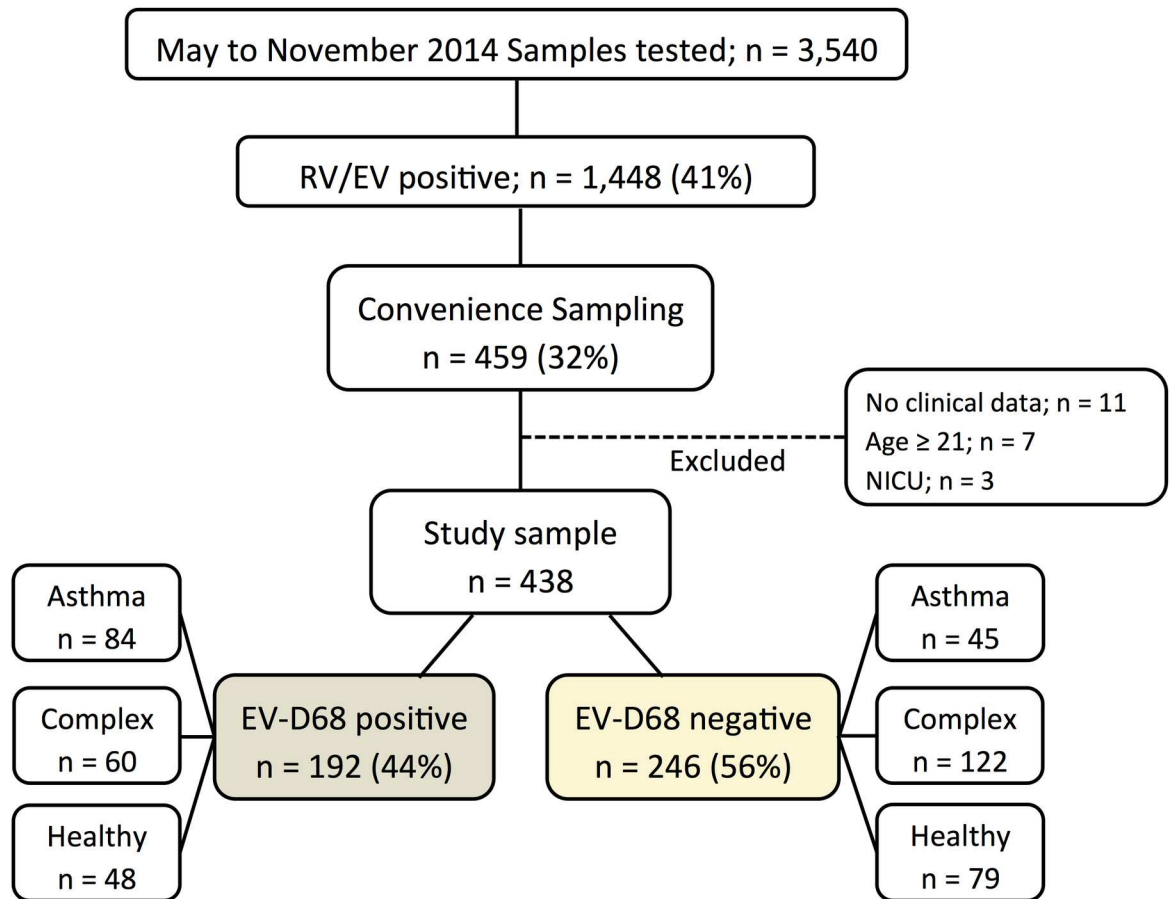 May to November 2014 Samples tested; n = 3,540
RV/EV positive; n = 1,448 (41%)
Convenience Sampling
n = 459 (32%)
No clinical data; n = 11
Age ≥ 21; n = 7
NICU; n = 3
Excluded
Study sample
n = 438
Asthma
n = 84
Complex
n = 60
Healthy
n = 48
EV-D68 positive
n = 192 (44%)
EV-D68 negative
n = 246 (56%)
Asthma
n = 45
Complex
n = 122
Healthy
n = 79